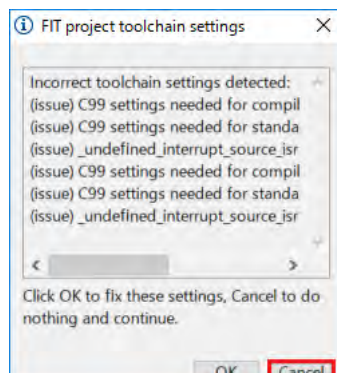 FIT project toolchain settings
Incorrect toolchain settings detected:
(issue) C99 settings needed for compil
(issue) C99 settings needed for standa
(issue) _undefined_interrupt_source_isr
(issue) C99 settings needed for compil
(issue) C99 settings needed for standa
(issue) _undefined_interrupt_source_isr
Click OK to fix these settings, Cancel to do
nothing and continue.
OK Cancel